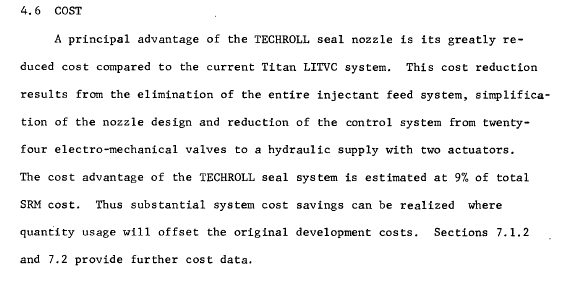 4.6 COST
A principal advantage of the TECHROLL seal nozzle is its greatly re-
duced cost compared to the current Titan LITVC system. This cost reduction
results from the elimination of the entire injectant feed system, simplifica-
tion of the nozzle design and reduction of the control system from twenty-
four electro-mechanical valves to a hydraulic supply with two actuators.
The cost advantage of the TECHROLL seal system is estimated at 9% of total
SRM cost. Thus substantial system cost savings can be realized where
quantity usage will offset the original development costs. Sections 7.1.2
and 7.2 provide further cost data.